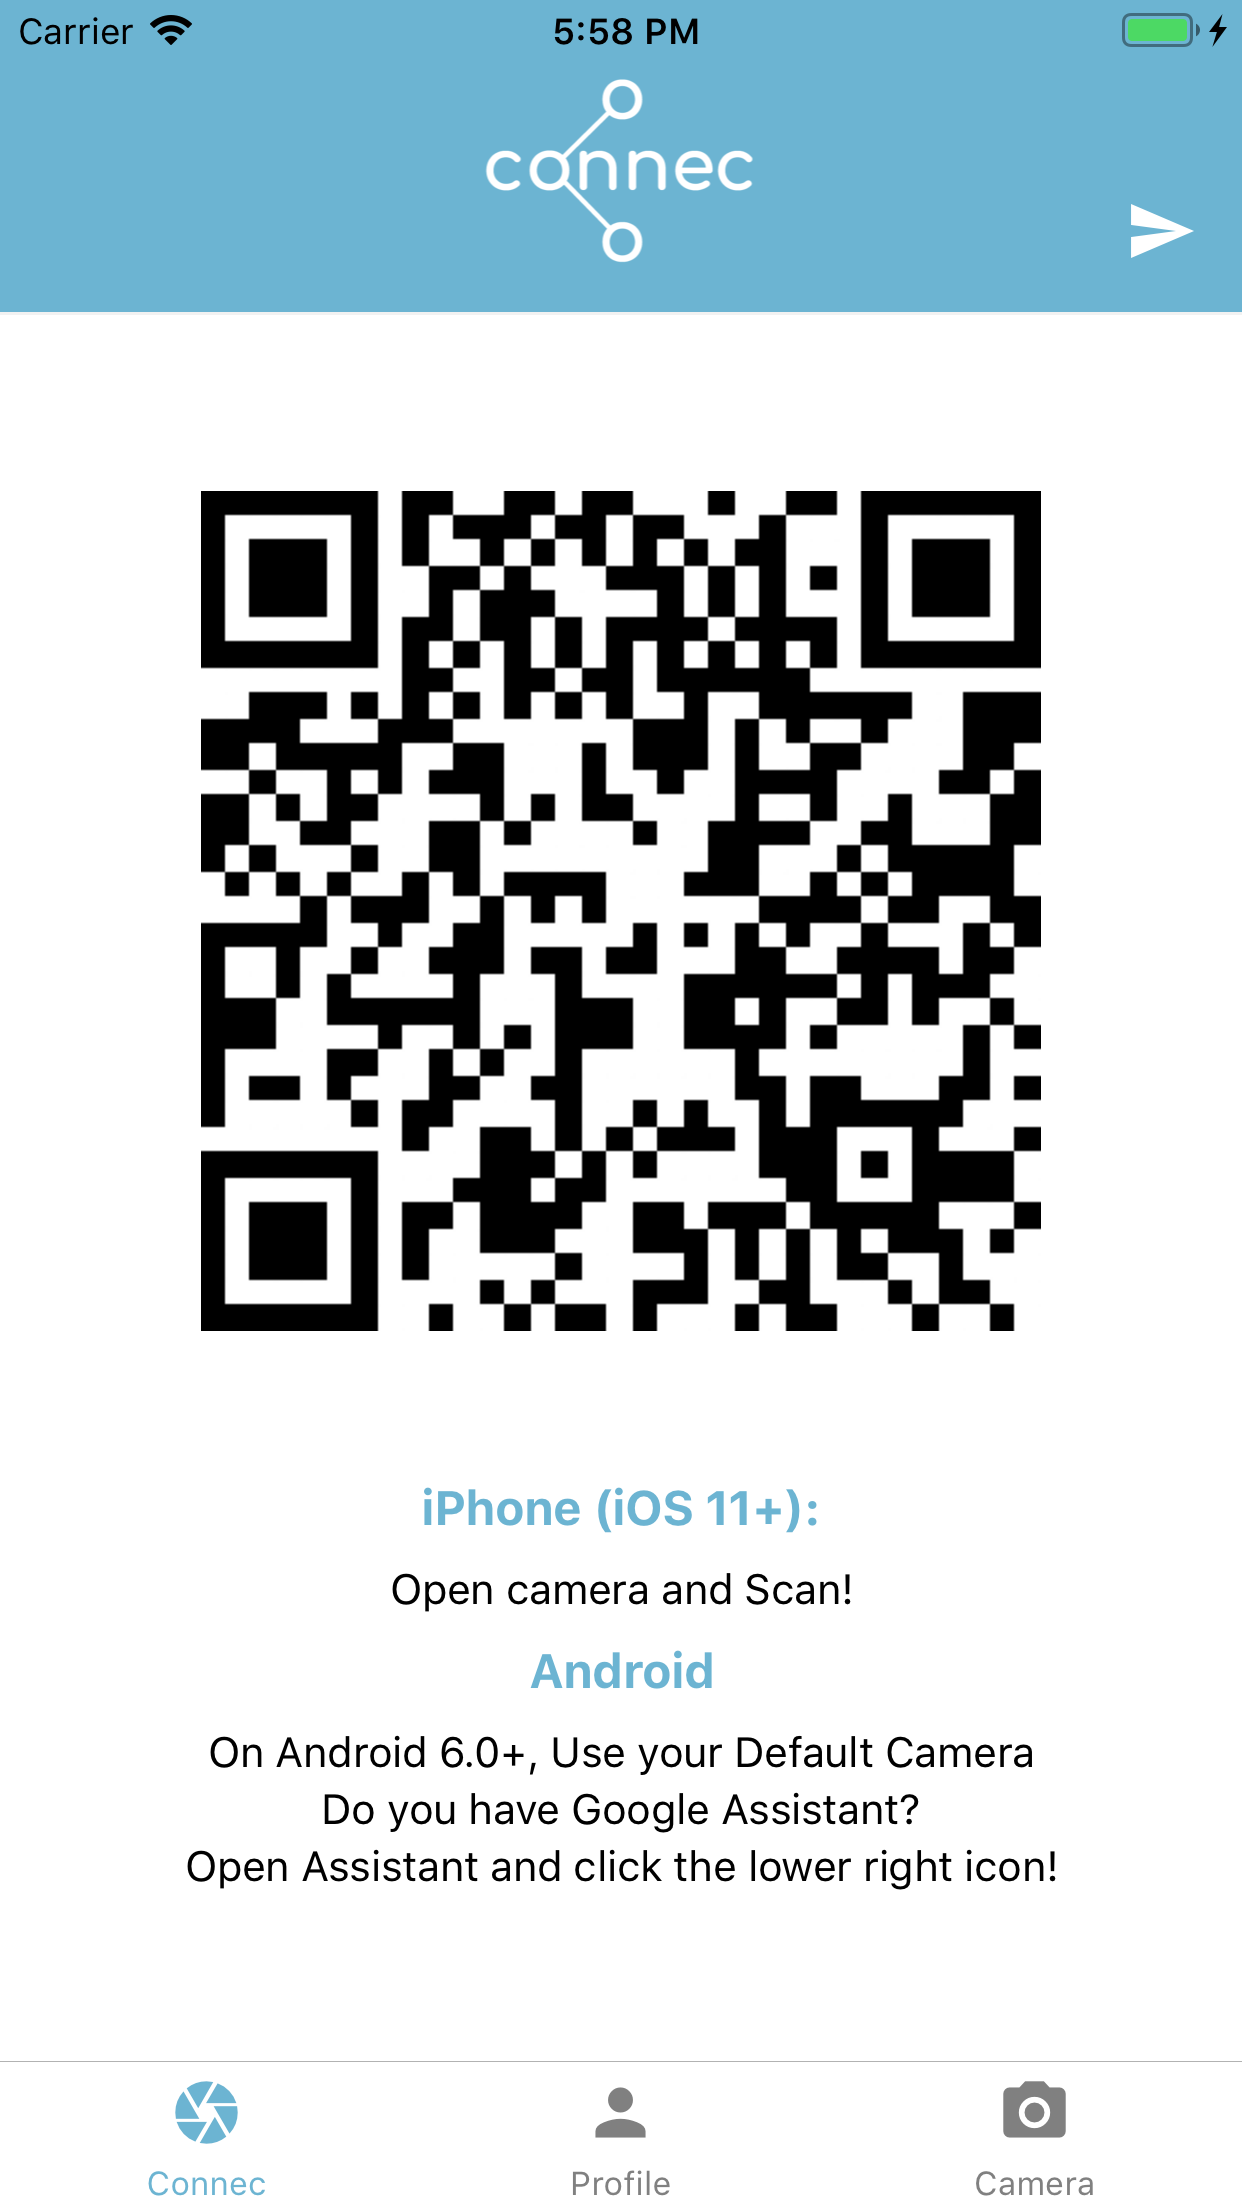 Carrier
5:58 PM
connec
iPhone (iOS 11+):
Open camera and Scan!
Android
On Android 6.0+, Use your Default Camera
Do you have Google Assistant?
Open Assistant and click the lower right icon!
Connec
Profile
Camera